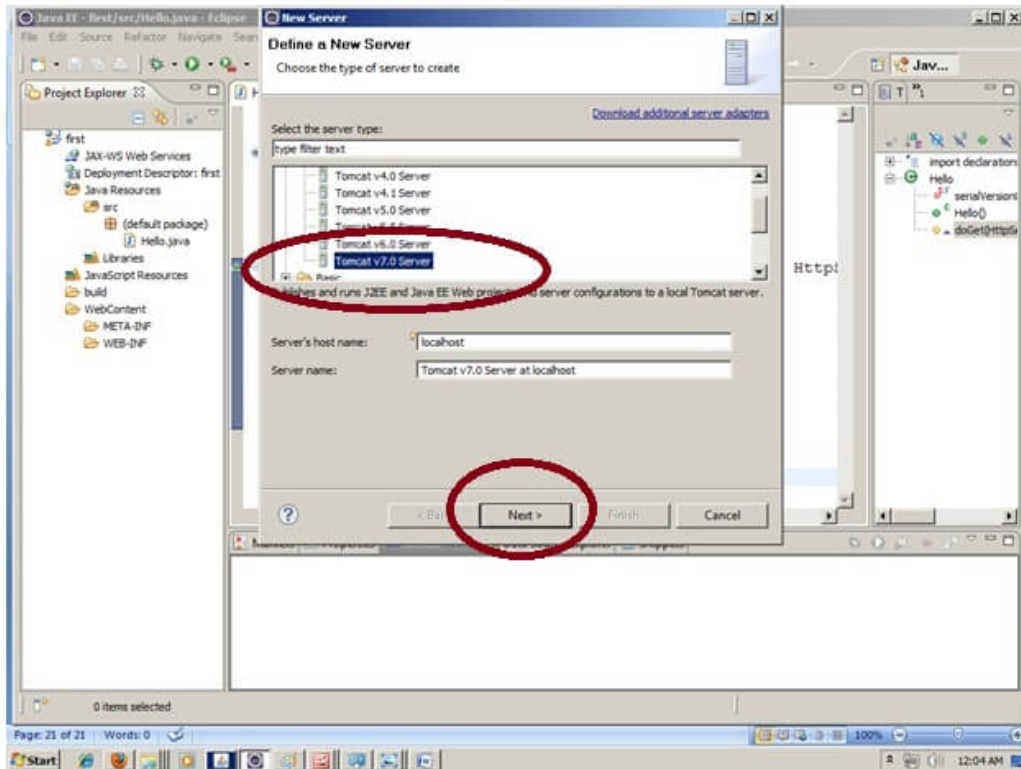 Java EE - first/src/Hello.java - Eclipse
File Edit Source Refactor Navigate
New Server
Define a New Server
Choose the type of server to create
Download additional server adapters
Select the server type:
type filter text
Tomcat v4.0 Server
Tomcat v4.1 Server
Tomcat v5.0 Server
Tomcat v6.0 Server
Tomcat v7.0 Server
Basic
Publishes and runs J2EE and Java EE Web projects and server configurations to a local Tomcat server.
Server's host name:
localhost
Server name:
Tomcat v7.0 Server at localhost
Next >
Finish
Cancel
Project Explorer
first
JAX-WS Web Services
Deployment Descriptor: first
Java Resources
src
(default package)
Hello.java
Libraries
JavaScript Resources
build
WebContent
META-INF
WEB-INF
Jav...
import declarations
Hello
serialVersionI
Hello()
doGet(HttpSe
HttpS
0 items selected
Page: 21 of 21
Words: 0
100%
Start
12:04 AM